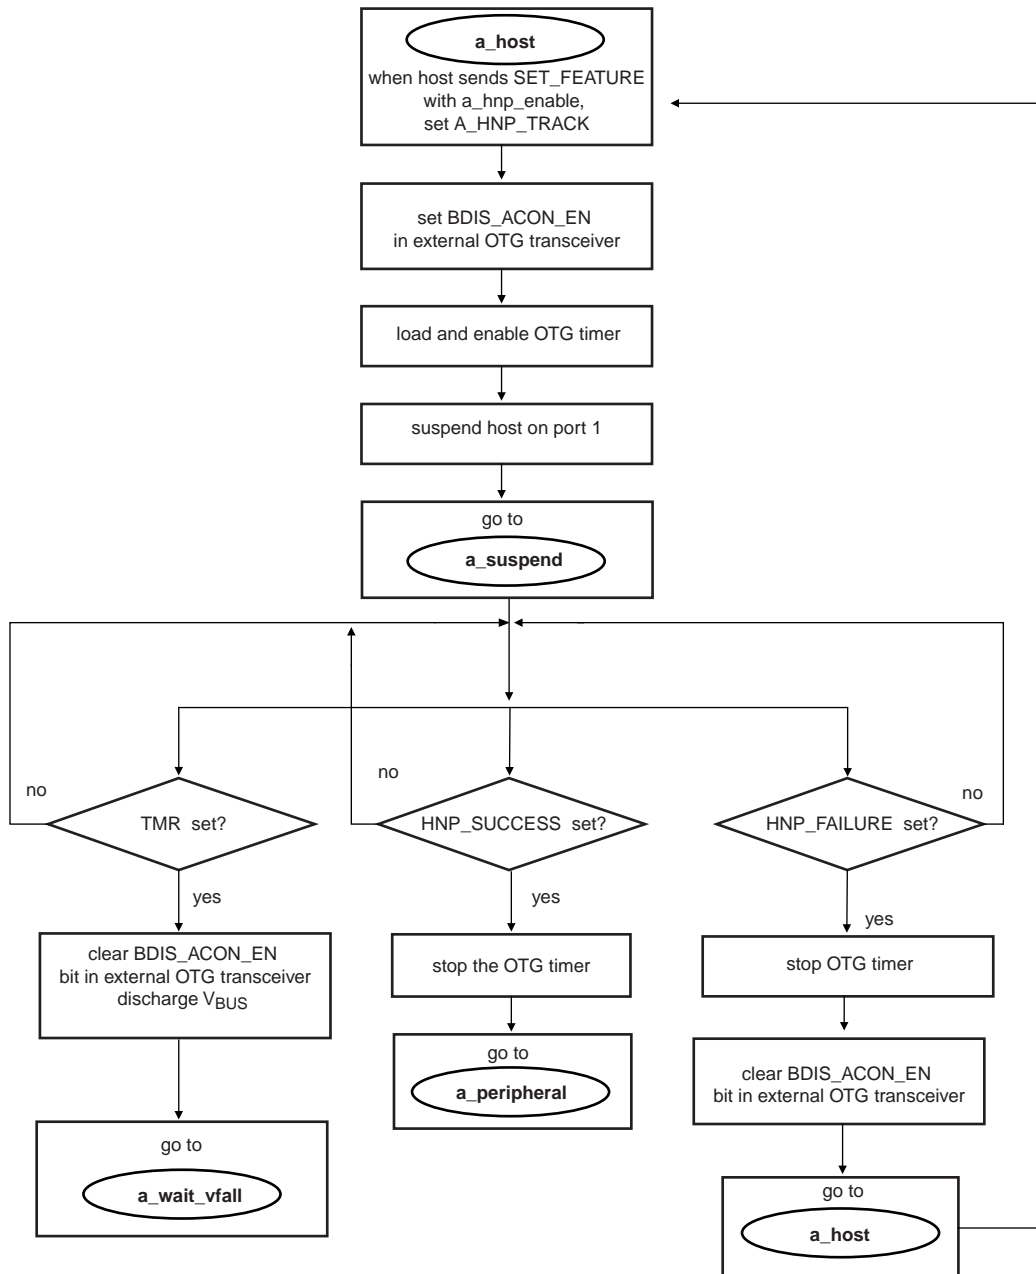 a_host
when host sends SET_FEATURE
with a_hnp_enable,
set A_HNP_TRACK
set BDIS_ACON_EN
in external OTG transceiver
load and enable OTG timer
suspend host on port 1
go to
a_suspend
no
TMR set?
yes
no
HNP_SUCCESS set?
yes
no
HNP_FAILURE set?
yes
clear BDIS_ACON_EN
bit in external OTG transceiver
discharge VBUS
go to
a_wait_vfall
stop the OTG timer
go to
a_peripheral
stop OTG timer
clear BDIS_ACON_EN
bit in external OTG transceiver
go to
a_host